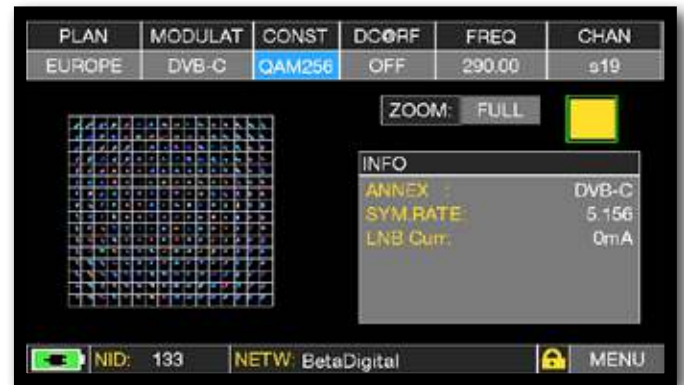 PLAN MODULAT CONST DC@RF FREQ CHAN
EUROPE DVB-C QAM256 OFF 290.00 s19
ZOOM: FULL
INFO
ANNEX : DVB-C
SYM.RATE: 5.156
LNB Curr: 0mA
NID: 133 NETW: BetaDigital MENU